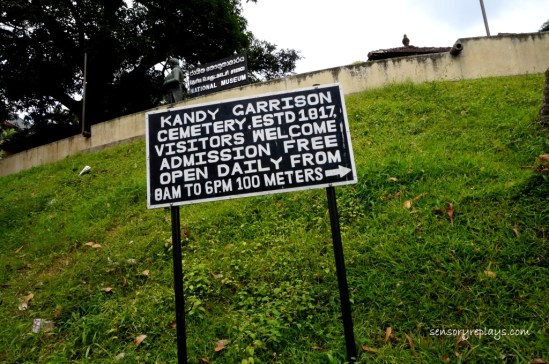 NATIONAL MUSEUM
KANDY GARRISON
CEMETERY.ESTD 1817.
VISITORS WELCOME
ADMISSION FREE
OPEN DAILY FROM
8AM TO 6PM 100 METERS
sensoryreplays.com